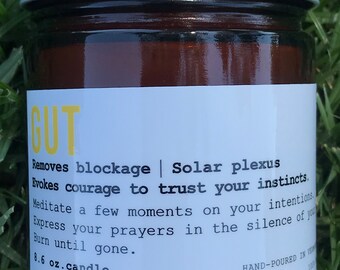 GUT
Removes blockage | Solar plexus
Evokes courage to trust your instincts.
Meditate a few moments on your intentions
Express your prayers in the silence of
Burn until gone.
8.6 oz.candle
HAND-POURED IN